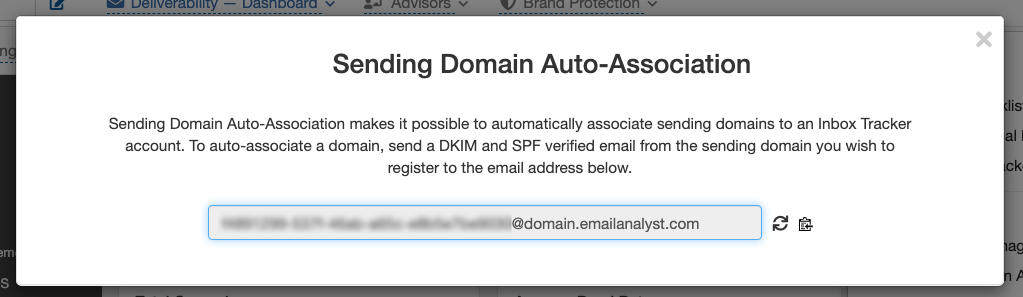 Deliverability — Dashboard Advisors Brand Protection
Sending Domain Auto-Association
Sending Domain Auto-Association makes it possible to automatically associate sending domains to an Inbox Tracker
account. To auto-associate a domain, send a DKIM and SPF verified email from the sending domain you wish to
register to the email address below.
@domain.emailanalyst.com